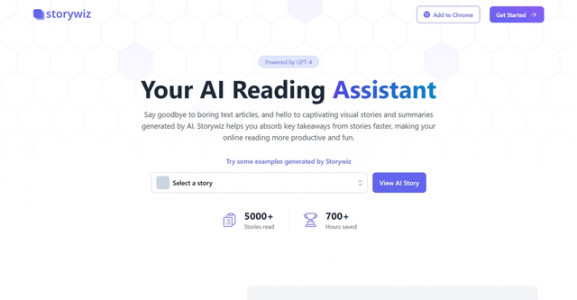 storywiz
Add to Chrome
Get Started
Powered by GPT-4
Your AI Reading Assistant
Say goodbye to boring text articles, and hello to captivating visual stories and summaries
generated by AI. Storywiz helps you absorb key takeaways from stories faster, making your
online reading more productive and fun.
Try some examples generated by Storywiz
Select a story
View AI Story
5000+
Stories read
700+
Hours saved